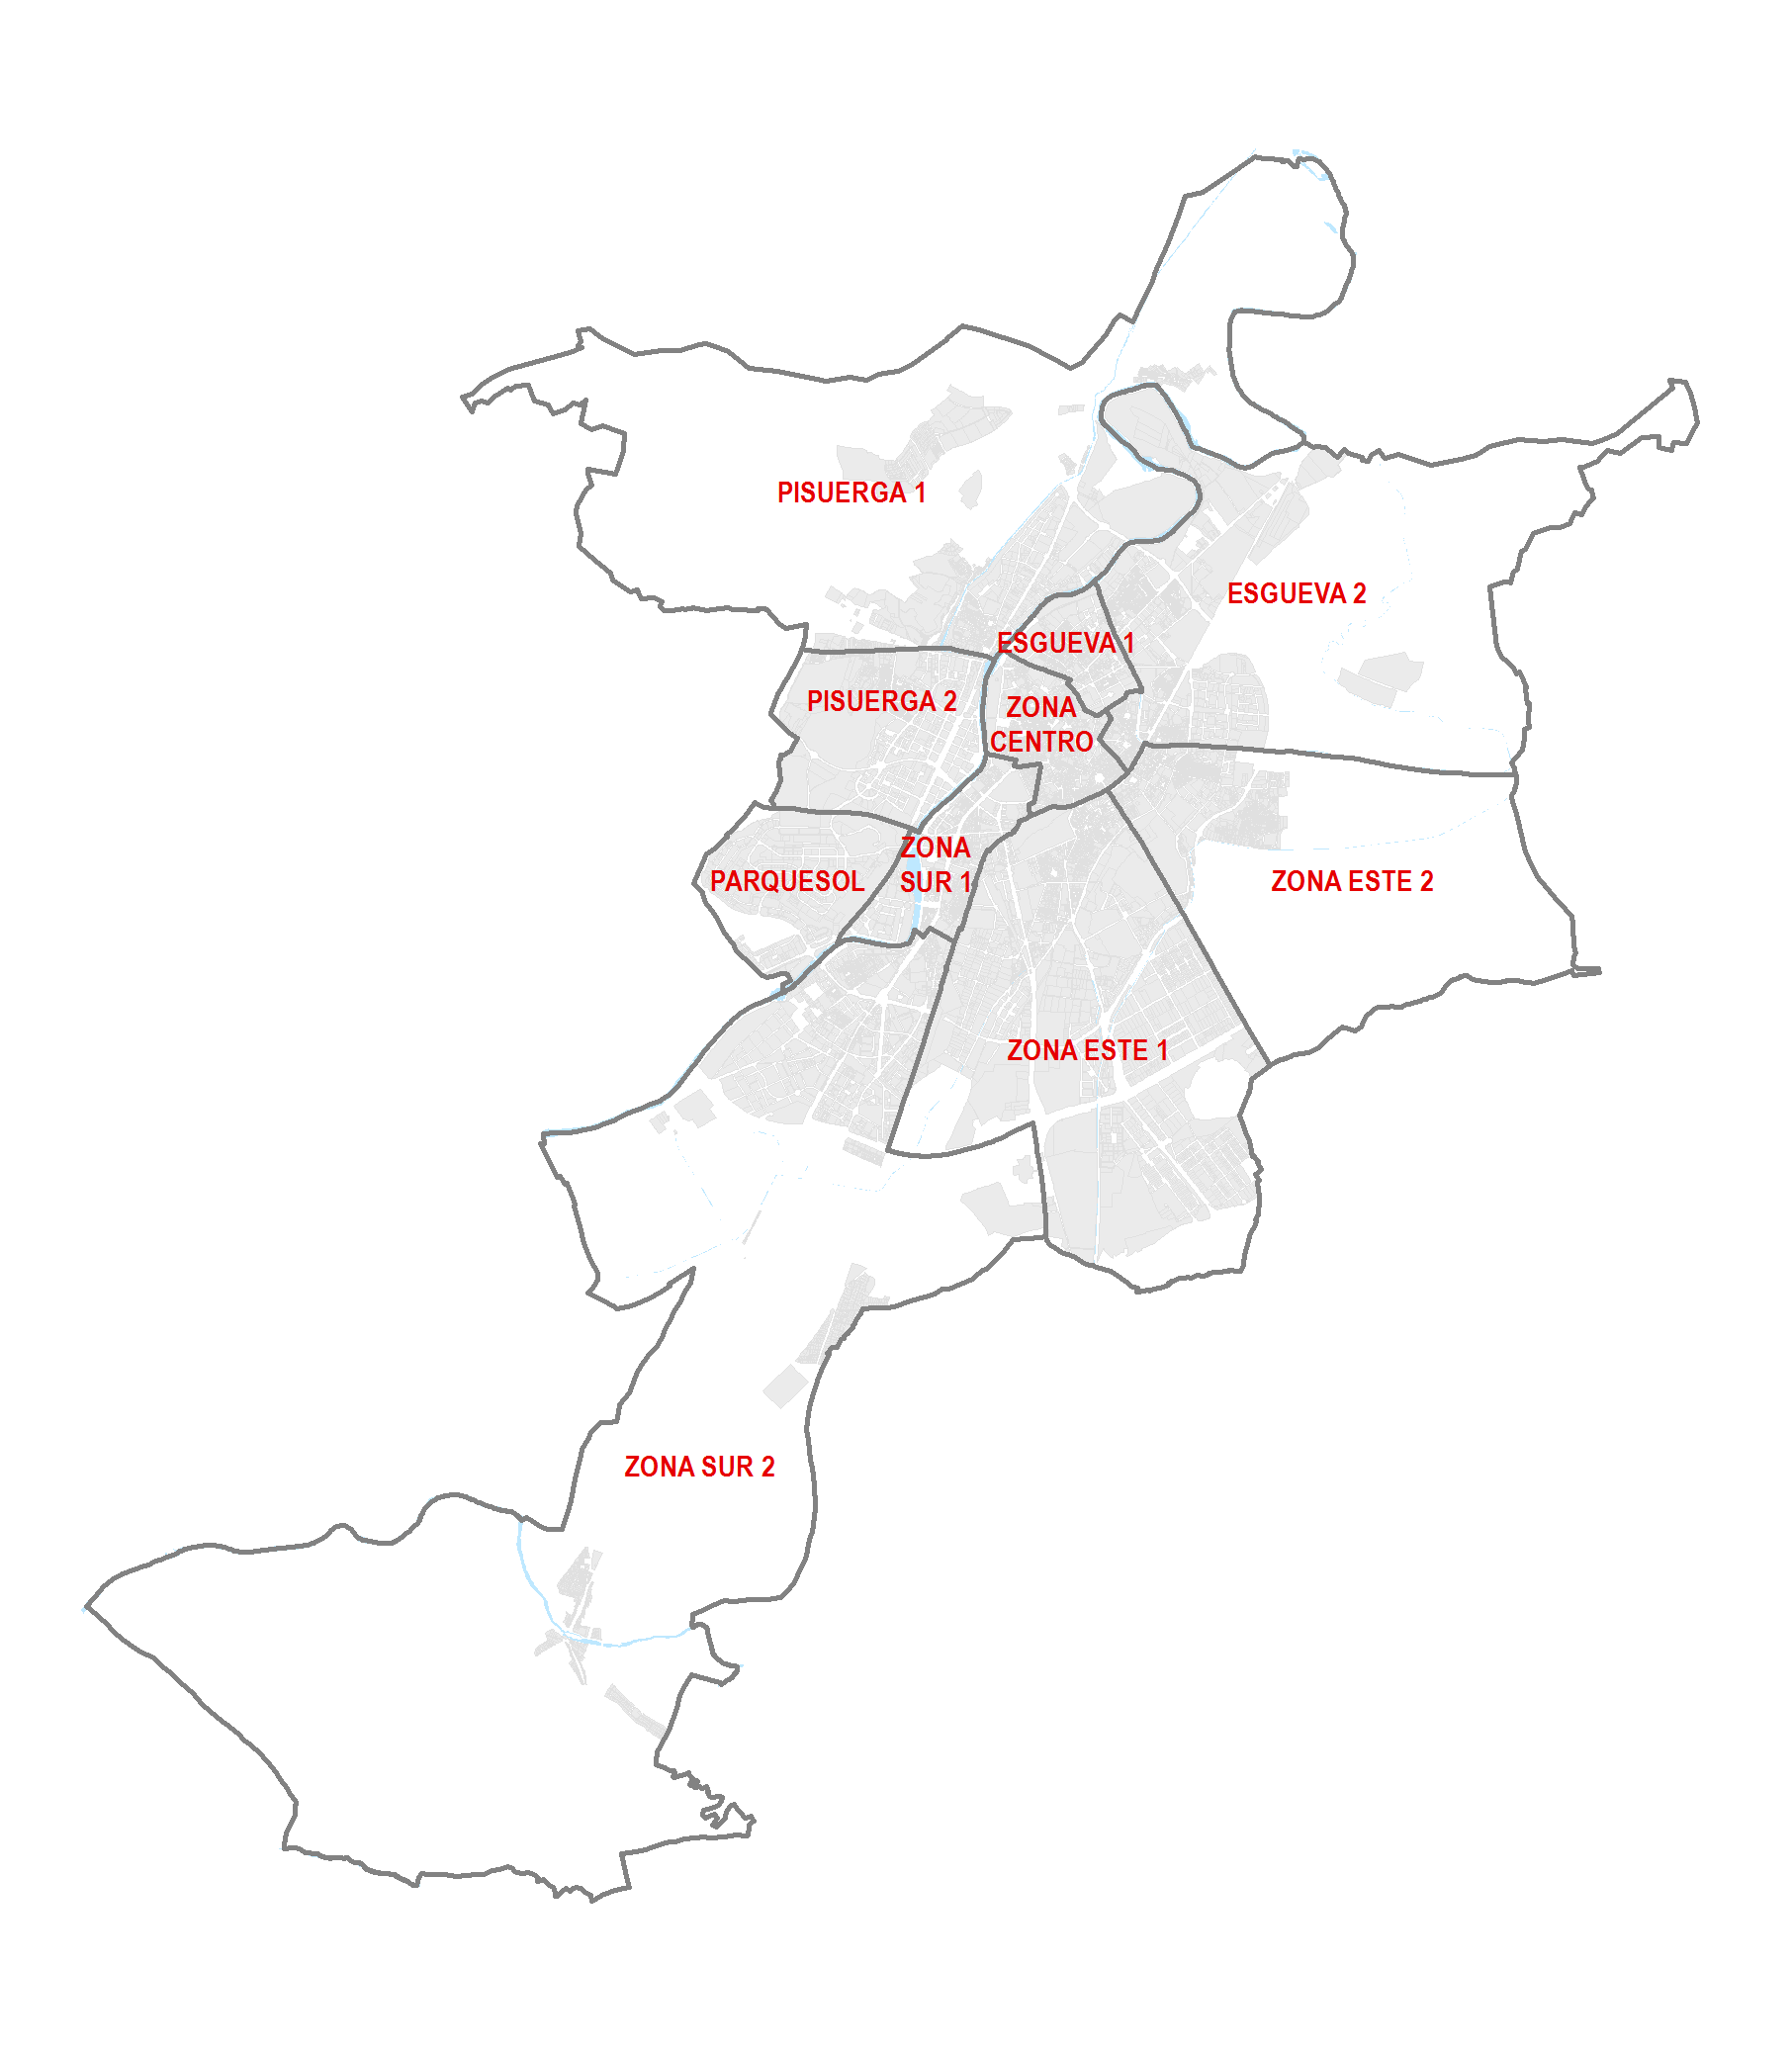 PISUERGA 1
ESGUEVA 2
ESGUEVA 1
PISUERGA 2
ZONA
CENTRO
ZONA
SUR 1
PARQUESOL
ZONA ESTE 2
ZONA ESTE 1
ZONA SUR 2